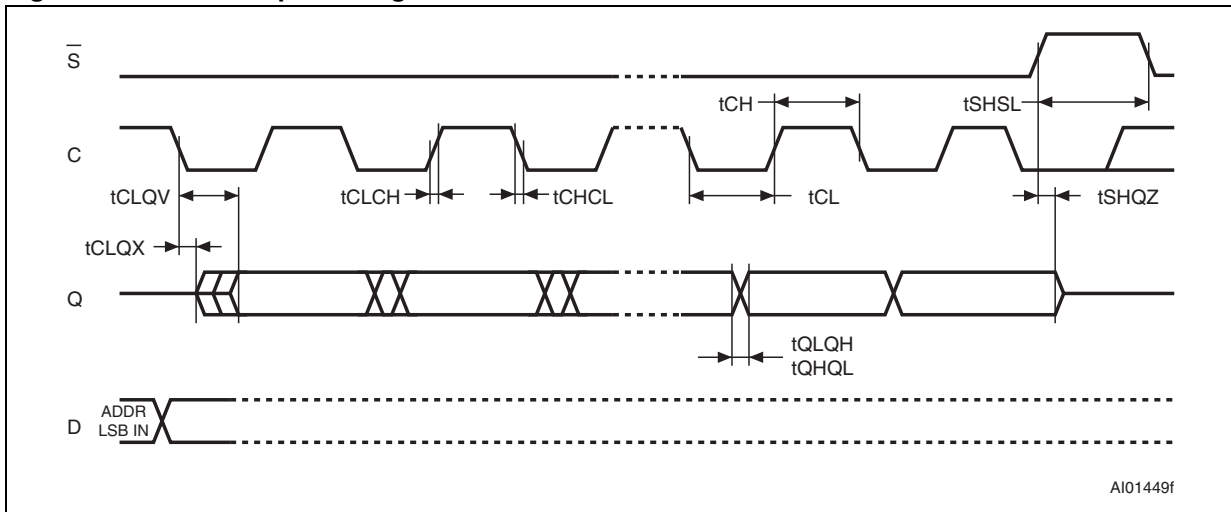 S
tCH
tSHSL
C
tCLQV
tCLCH
tCHCL
tCL
tSHQZ
tCLQX
Q
tQLQH
tQHQL
ADDR
D
LSB IN
AI01449f